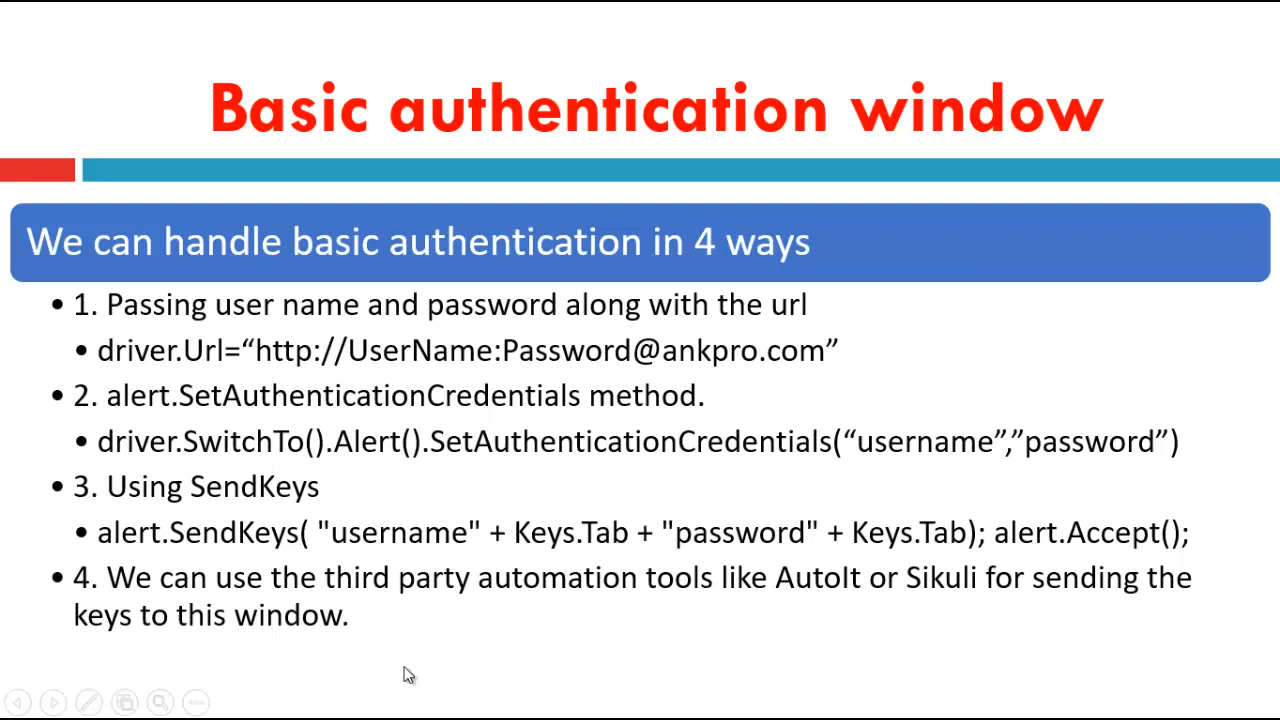 Basic authentication window
We can handle basic authentication in 4 ways
• 1. Passing user name and password along with the url
• driver.Url=“http://UserName:Password@ankpro.com”
• 2. alert.SetAuthenticationCredentials method.
• driver.SwitchTo().Alert().SetAuthenticationCredentials(“username”,”password”)
• 3. Using SendKeys
• alert.SendKeys( "username" + Keys.Tab + "password" + Keys.Tab); alert.Accept();
• 4. We can use the third party automation tools like AutoIt or Sikuli for sending the
keys to this window.